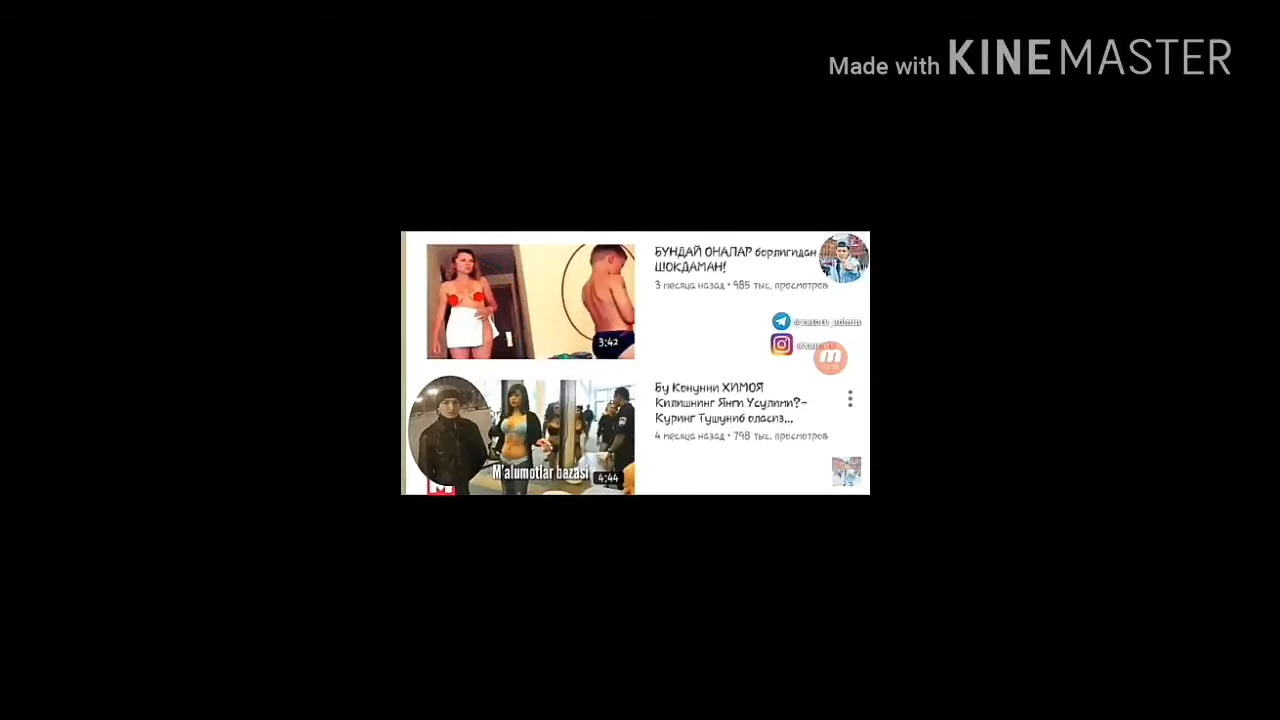 Made with KINEMASTER
БУНДАЙ ОНАЛАР борлигидан
ШОКДАМАН!
3 месяца назад • 985 тыс. просмотров
3:42
Бу Конунни ХИМОЯ
Килишнинг Янги Усулими?-
Куринг Тушуниб оласиз...
4 месяца назад • 798 тыс. просмотров
M'alumotlar bazasi
4:44